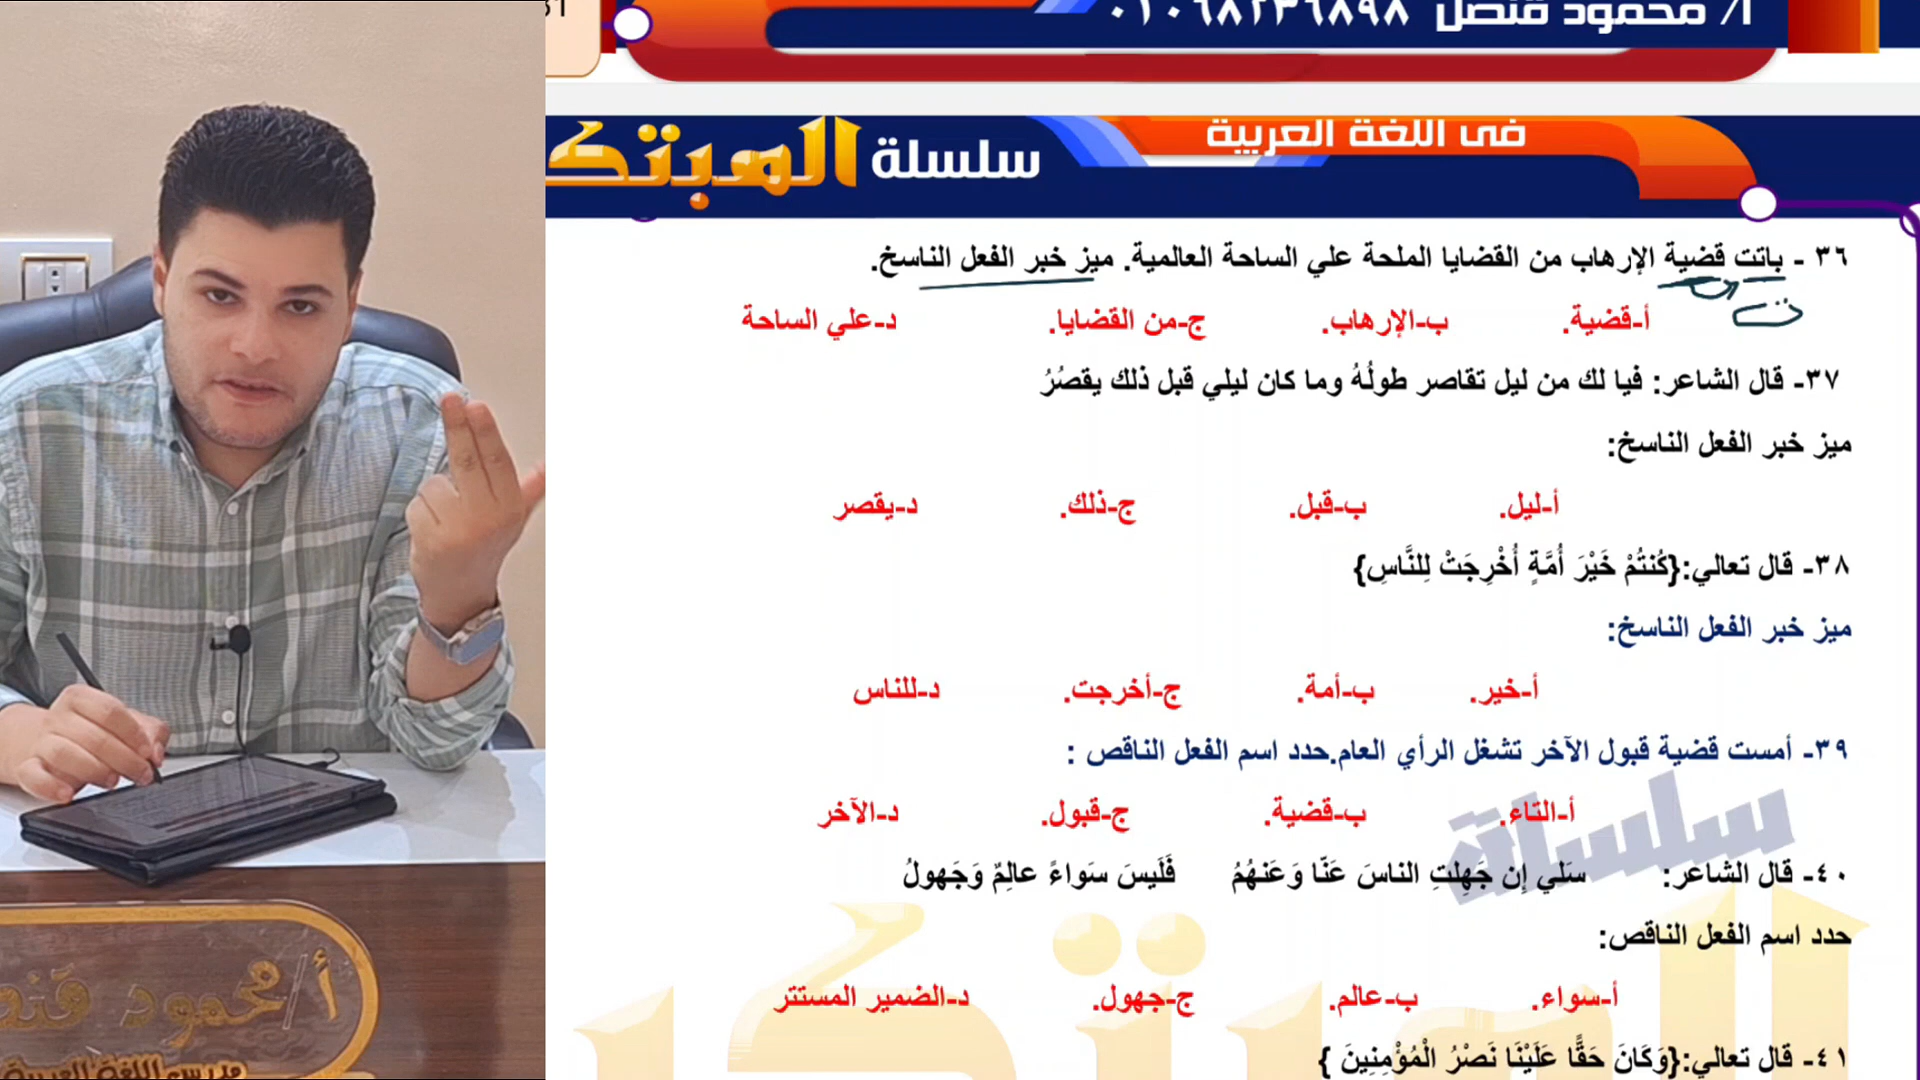 31
أ/ محمود قنصل ٠١٠٦٨٢٣٦٨٩٨
فى اللغة العربية
سلسلة المبتكر
٣٦ - باتت قضية الإرهاب من القضايا الملحة علي الساحة العالمية. ميز خبر الفعل الناسخ.
أ-قضية. ب-الإرهاب. ج-من القضايا. د-علي الساحة
٣٧- قال الشاعر: فيا لك من ليل تقاصر طولُهُ وما كان ليلي قبل ذلك يقصُرُ
ميز خبر الفعل الناسخ:
أ-ليل. ب-قبل. ج-ذلك. د-يقصر
٣٨- قال تعالي:{كُنتُمْ خَيْرَ أُمَّةٍ أُخْرِجَتْ لِلنَّاسِ}
ميز خبر الفعل الناسخ:
أ-خير. ب-أمة. ج-أخرجت. د-للناس
٣٩- أمست قضية قبول الآخر تشغل الرأي العام.حدد اسم الفعل الناقص :
أ-التاء. ب-قضية. ج-قبول. د-الآخر
٤٠- قال الشاعر: سَلي إِن جَهِلتِ الناسَ عَنّا وَعَنهُمُ فَلَيسَ سَواءً عالِمٌ وَجَهولُ
حدد اسم الفعل الناقص:
أ-سواء. ب-عالم. ج-جهول. د-الضمير المستتر
٤١- قال تعالي:{وَكَانَ حَقًّا عَلَيْنَا نَصْرُ الْمُؤْمِنِينَ }
سلسلة
أ/محمود قنصل
مدرس اللغة العربية